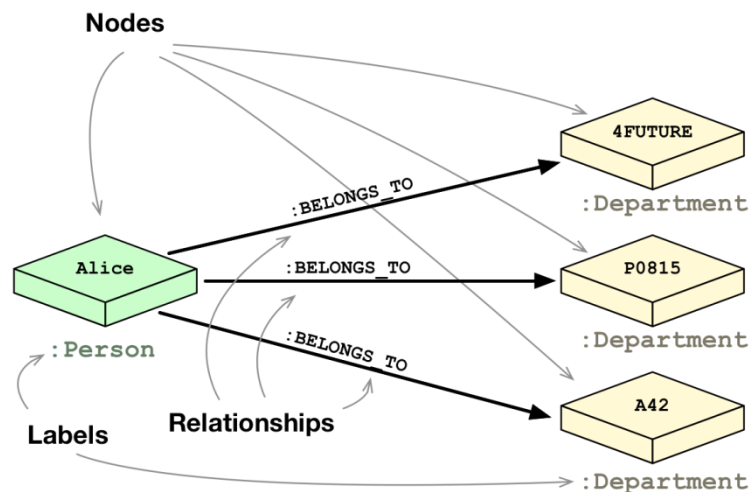 Nodes
4FUTURE
:BELONGS_TO
:Department
Alice
:BELONGS_TO
P0815
:Person
:BELONGS_TO
:Department
A42
Labels
Relationships
:Department